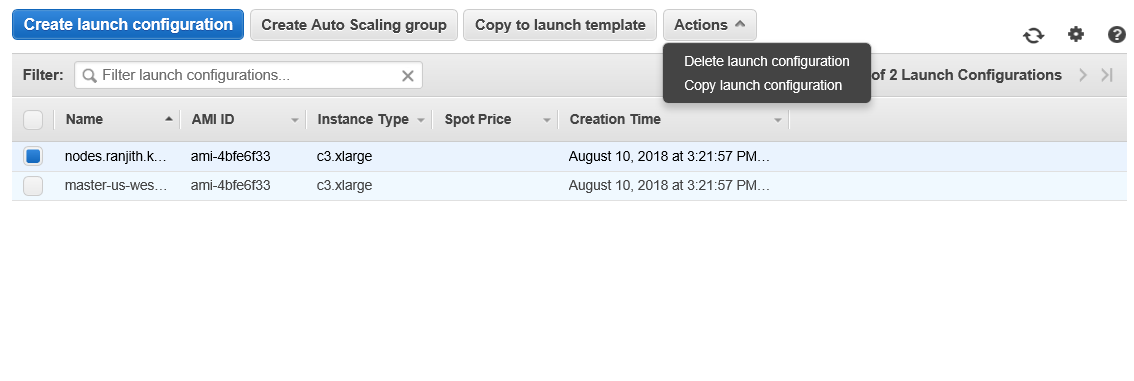 Create launch configuration Create Auto Scaling group Copy to launch template Actions
Delete launch configuration
Copy launch configuration
Filter: Filter launch configurations... of 2 Launch Configurations
Name AMI ID Instance Type Spot Price Creation Time
nodes.ranjith.k... ami-4bfe6f33 c3.xlarge August 10, 2018 at 3:21:57 PM...
master-us-wes... ami-4bfe6f33 c3.xlarge August 10, 2018 at 3:21:57 PM...